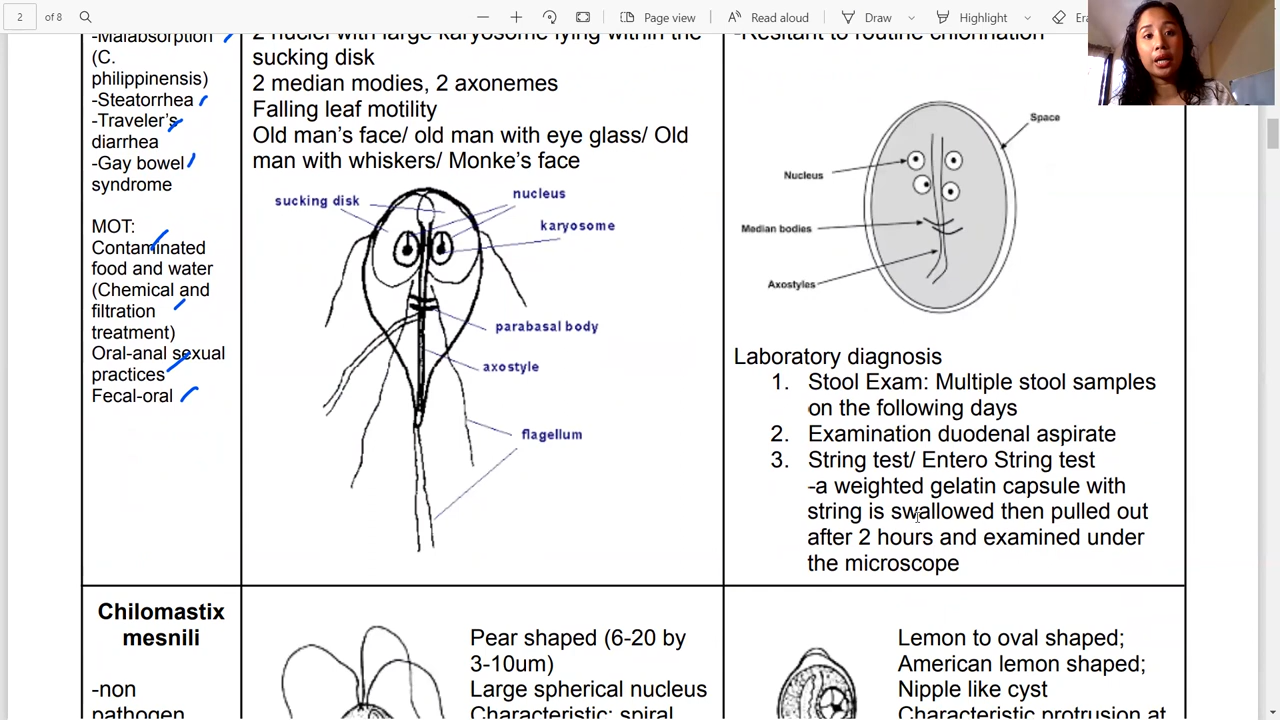 2
of 8
Page view
Read aloud
Draw
Highlight
-Malabsorption
(C.
philippinensis)
-Steatorrhea
-Traveler's
diarrhea
-Gay bowel
syndrome
MOT:
Contaminated
food and water
(Chemical and
filtration
treatment)
Oral-anal sexual
practices
Fecal-oral
2 nuclei with large karyosome lying within the
sucking disk
2 median modies, 2 axonemes
Falling leaf motility
Old man's face/ old man with eye glass/ Old
man with whiskers/ Monke's face
sucking disk
nucleus
karyosome
parabasal body
axostyle
flagellum
-Resitant to routine chlorination
Space
Nucleus
Median bodies
Axostyles
Laboratory diagnosis
1. Stool Exam: Multiple stool samples
on the following days
2. Examination duodenal aspirate
3. String test/ Entero String test
-a weighted gelatin capsule with
string is swallowed then pulled out
after 2 hours and examined under
the microscope
Chilomastix
mesnili
-non
pathogen
Pear shaped (6-20 by
3-10um)
Large spherical nucleus
Characteristic: spiral
Lemon to oval shaped;
American lemon shaped;
Nipple like cyst
Characteristic protrusion at